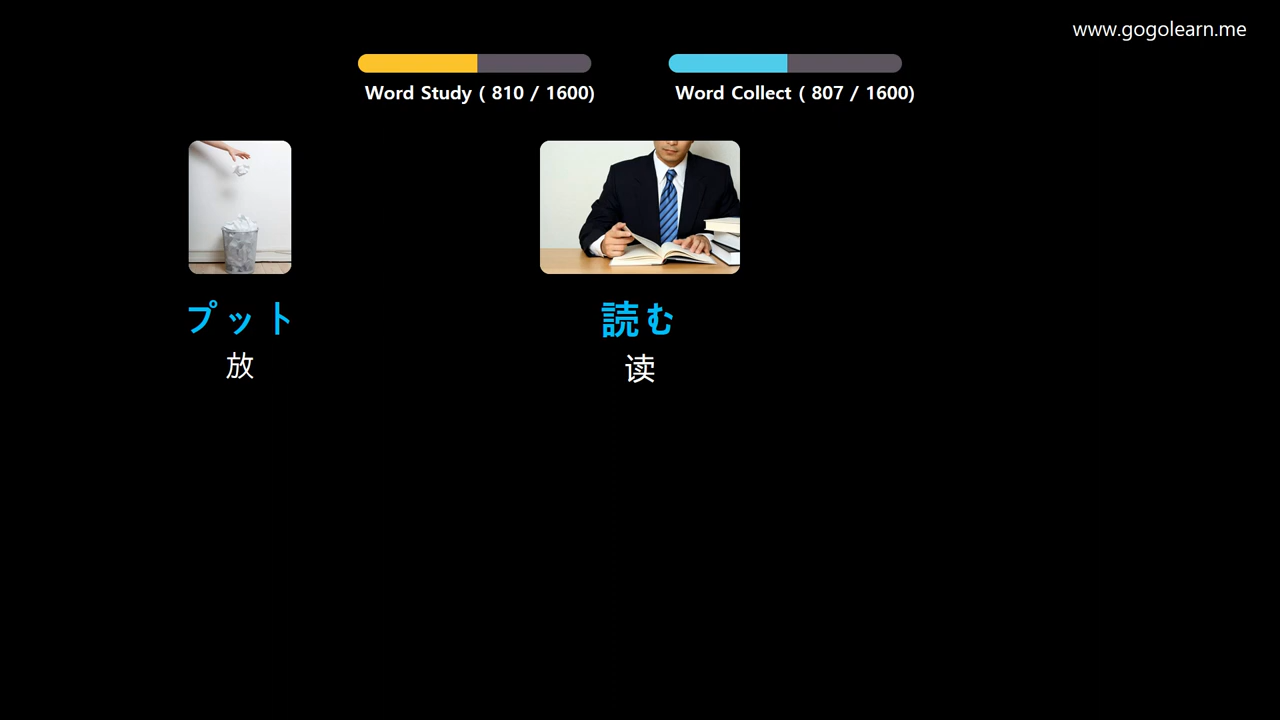 www.gogolearn.me
Word Study ( 810 / 1600)
Word Collect ( 807 / 1600)
プット
放
読む
读